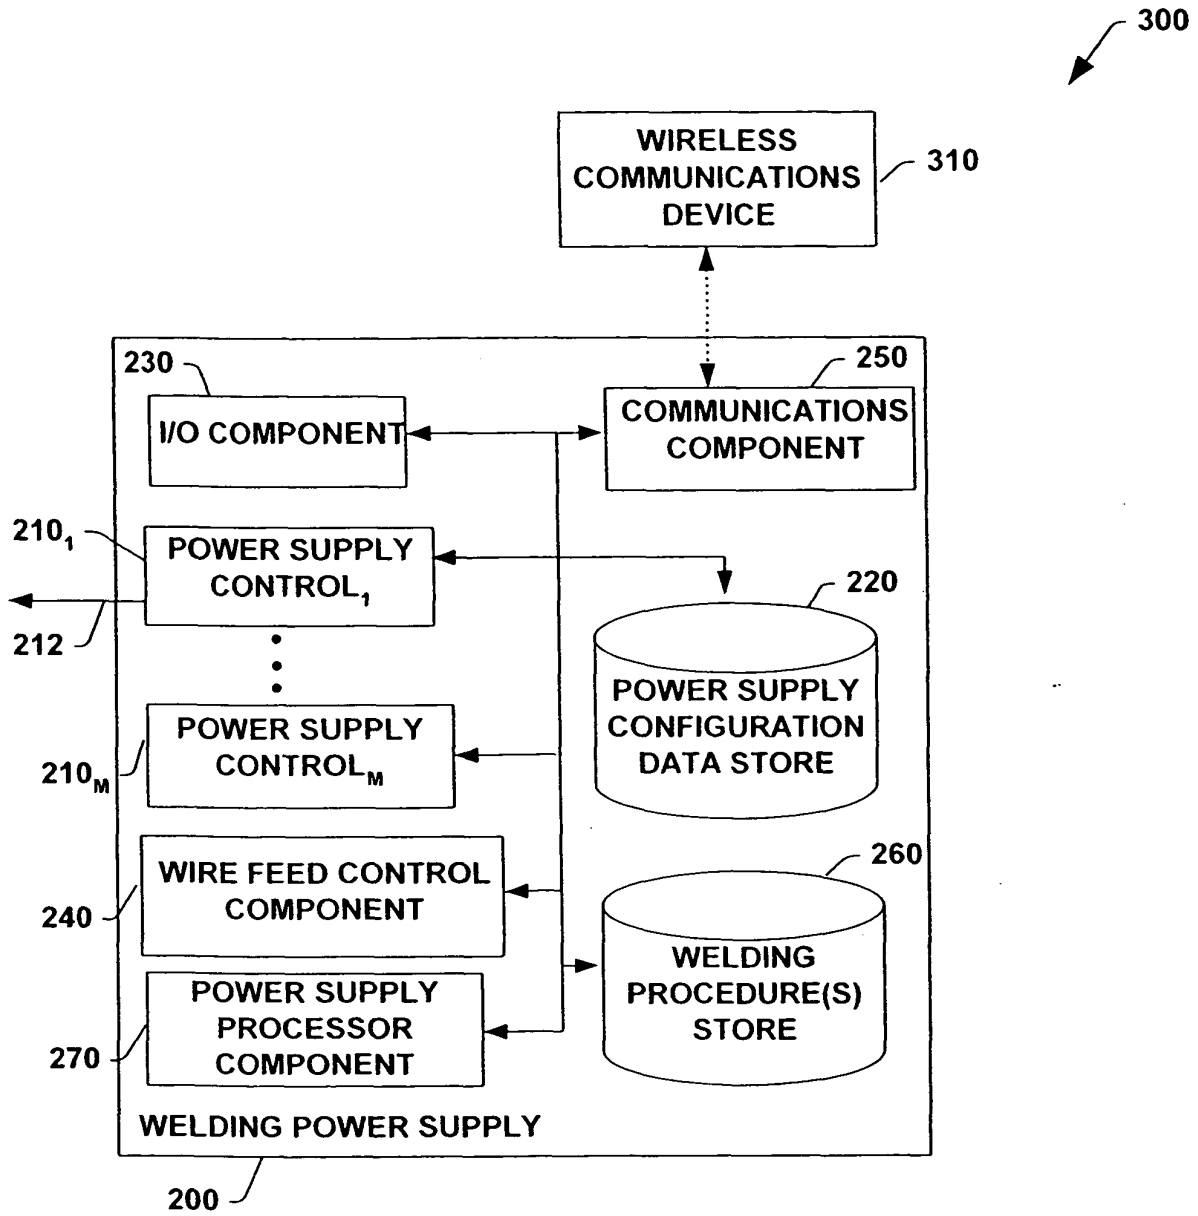 300
WIRELESS
COMMUNICATIONS
DEVICE
310
230
250
I/O COMPONENT
COMMUNICATIONS
COMPONENT
210₁
POWER SUPPLY
CONTROL₁
212
220
POWER SUPPLY
CONFIGURATION
DATA STORE
POWER SUPPLY
CONTROL_M
210_M
260
WIRE FEED CONTROL
COMPONENT
240
WELDING
PROCEDURE(S)
STORE
POWER SUPPLY
PROCESSOR
COMPONENT
270
WELDING POWER SUPPLY
200